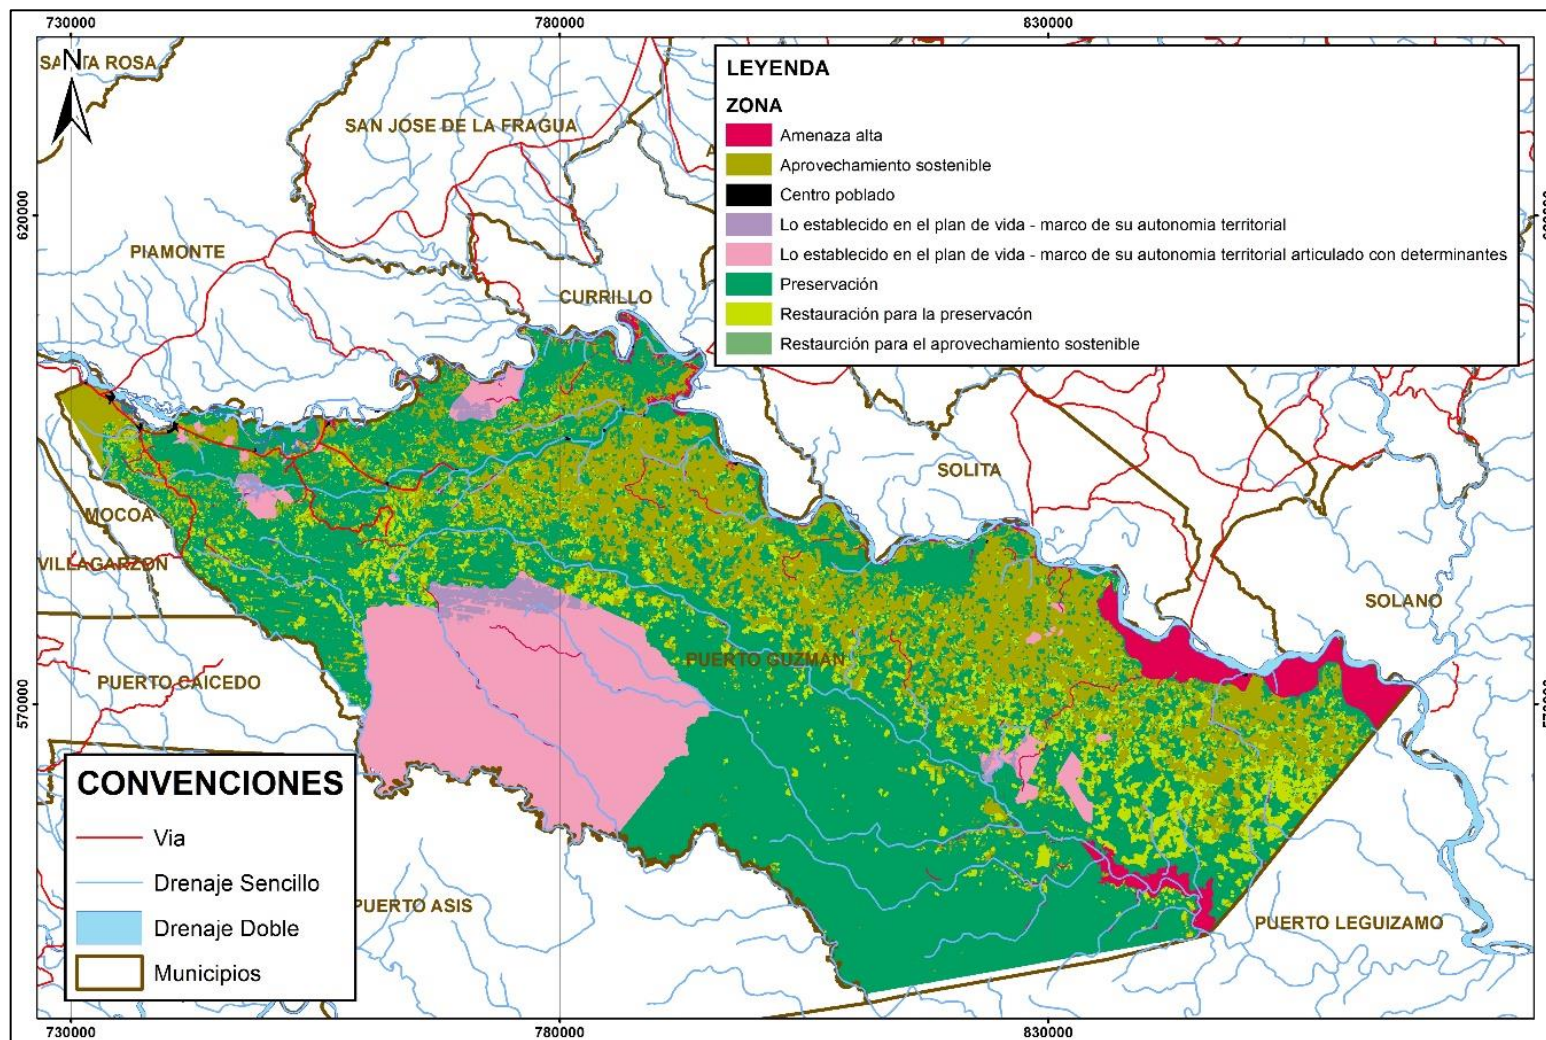 730000
780000
830000
N
SANTA ROSA
SAN JOSE DE LA FRAGUA
PIAMONTE
CURRILLO
A
LEYENDA
ZONA
Amenaza alta
Aprovechamiento sostenible
Centro poblado
Lo establecido en el plan de vida - marco de su autonomia territorial
Lo establecido en el plan de vida - marco de su autonomia territorial articulado con determinantes
Preservación
Restauración para la preservacón
Restaurción para el aprovechamiento sostenible
620000
620000
SOLITA
MOCOA
VILLAGARZON
SOLANO
PUERTO GUZMAN
PUERTO CAICEDO
570000
570000
CONVENCIONES
Via
Drenaje Sencillo
Drenaje Doble
Municipios
PUERTO ASIS
PUERTO LEGUIZAMO
730000
780000
830000